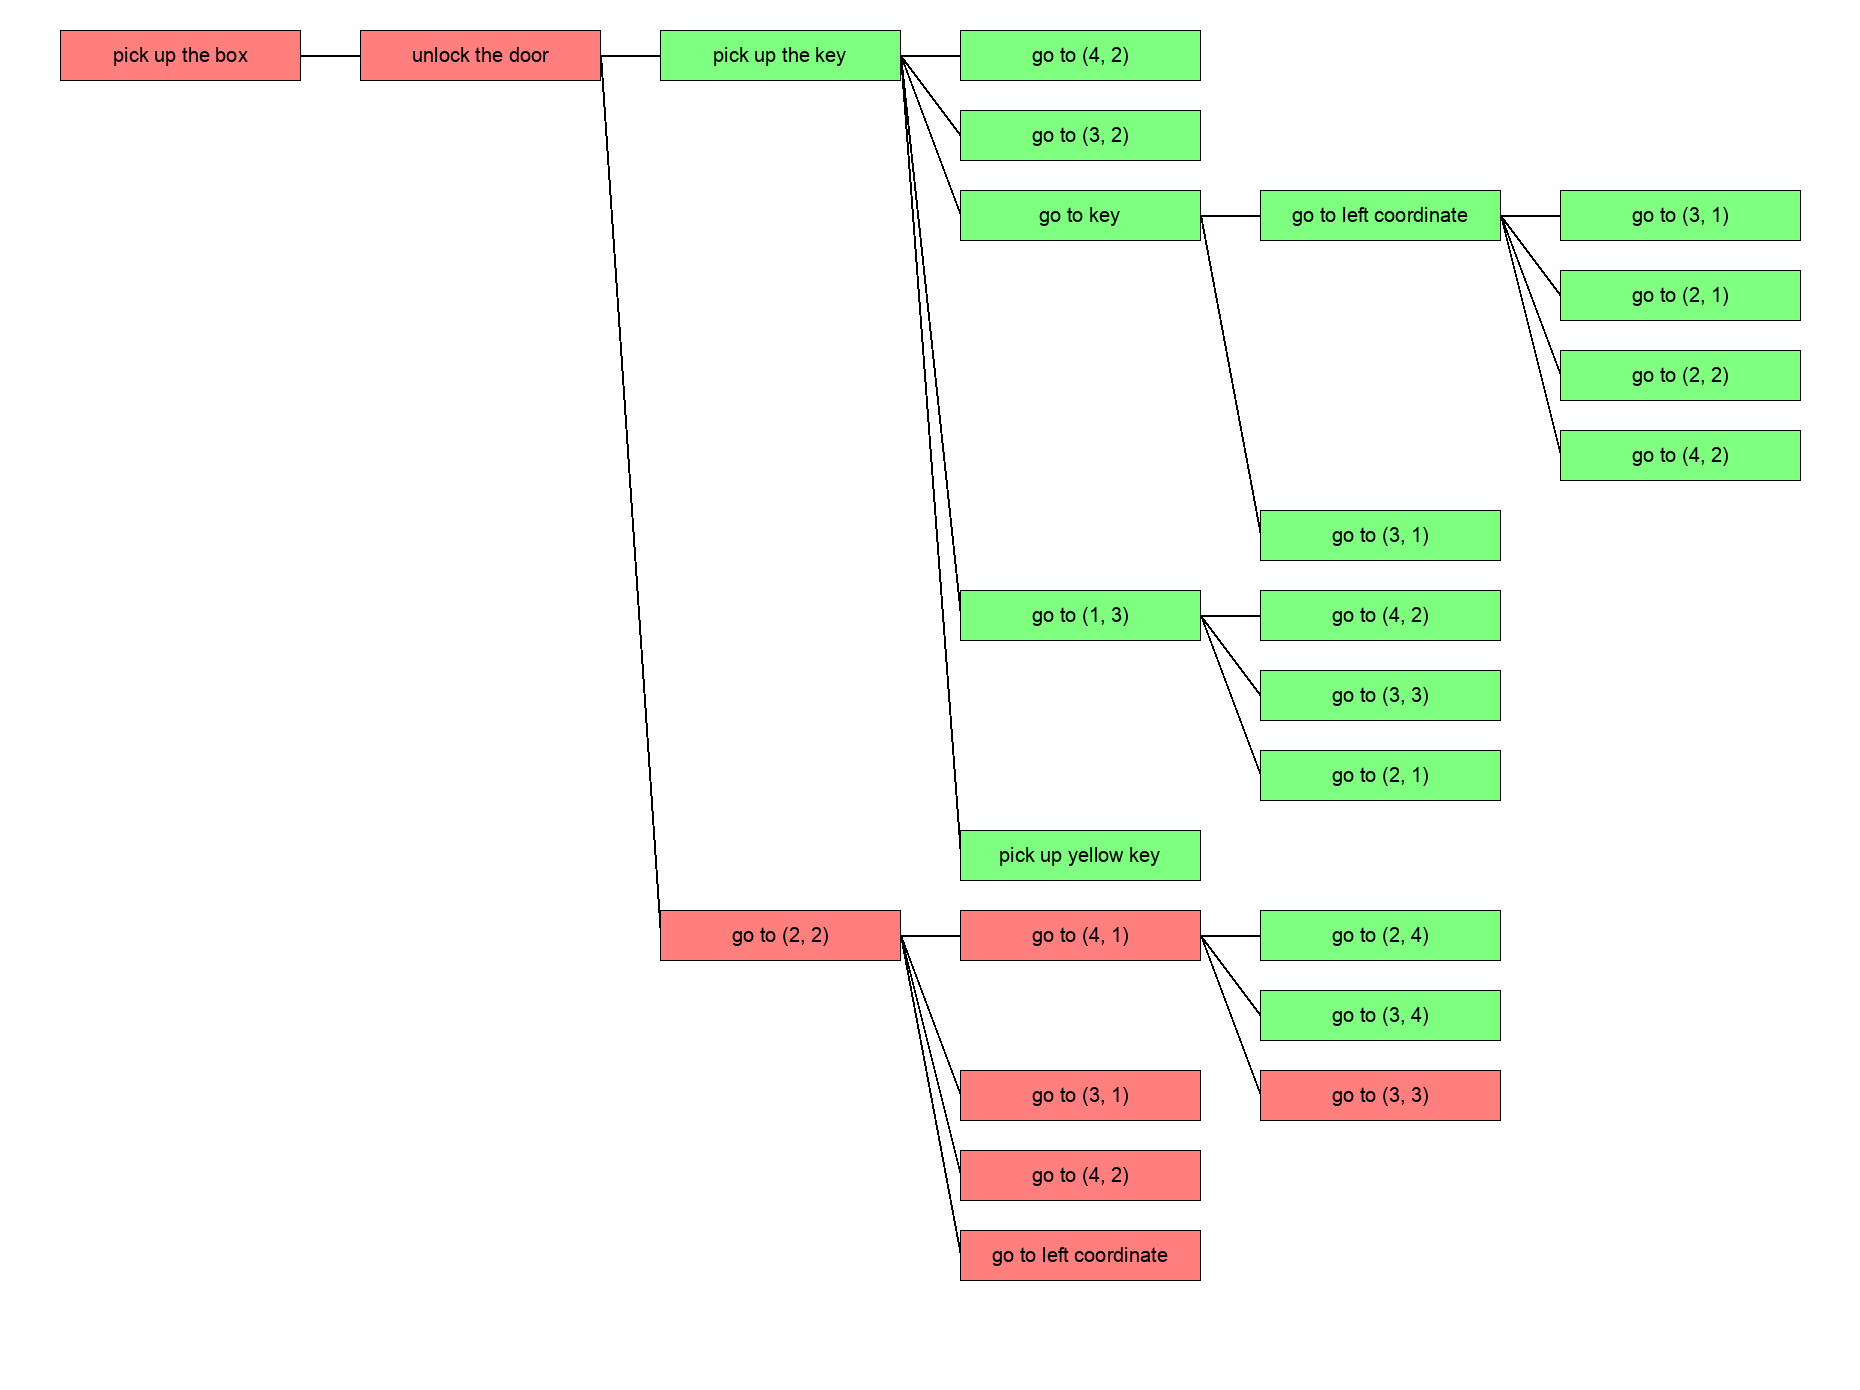 pick up the box
unlock the door
pick up the key
go to (4, 2)
go to (3, 2)
go to key
go to left coordinate
go to (3, 1)
go to (2, 1)
go to (2, 2)
go to (4, 2)
go to (3, 1)
go to (1, 3)
go to (4, 2)
go to (3, 3)
go to (2, 1)
pick up yellow key
go to (2, 2)
go to (4, 1)
go to (2, 4)
go to (3, 4)
go to (3, 1)
go to (3, 3)
go to (4, 2)
go to left coordinate